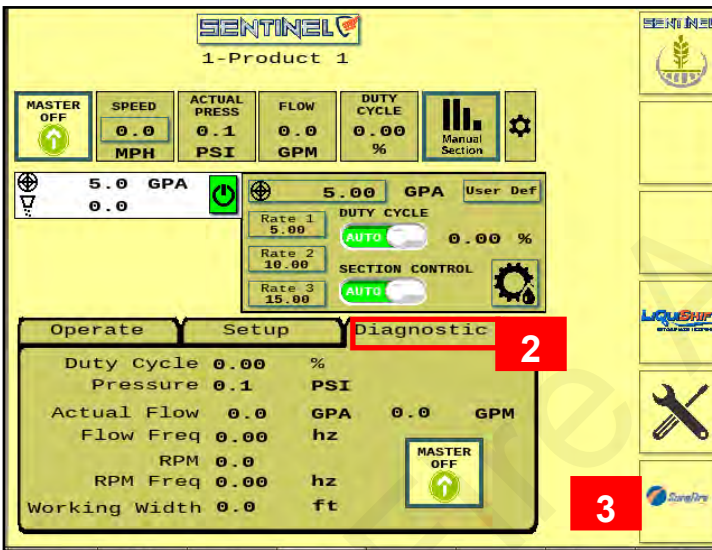 SENTINEL
1-Product 1
MASTER OFF
SPEED 0.0 MPH
ACTUAL PRESS 0.1 PSI
FLOW 0.0 GPM
DUTY CYCLE 0.00 %
Manual Section
5.0 GPA
0.0
5.00 GPA User Def
Rate 1 5.00
DUTY CYCLE
AUTO 0.00 %
Rate 2 10.00
SECTION CONTROL
Rate 3 15.00
AUTO
Operate Setup Diagnostic
2
Duty Cycle 0.00 %
Pressure 0.1 PSI
Actual Flow 0.0 GPA 0.0 GPM
Flow Freq 0.00 hz
RPM 0.0
RPM Freq 0.00 hz
Working Width 0.0 ft
MASTER OFF
SENTINEL
LiquiShift
3
SureFire